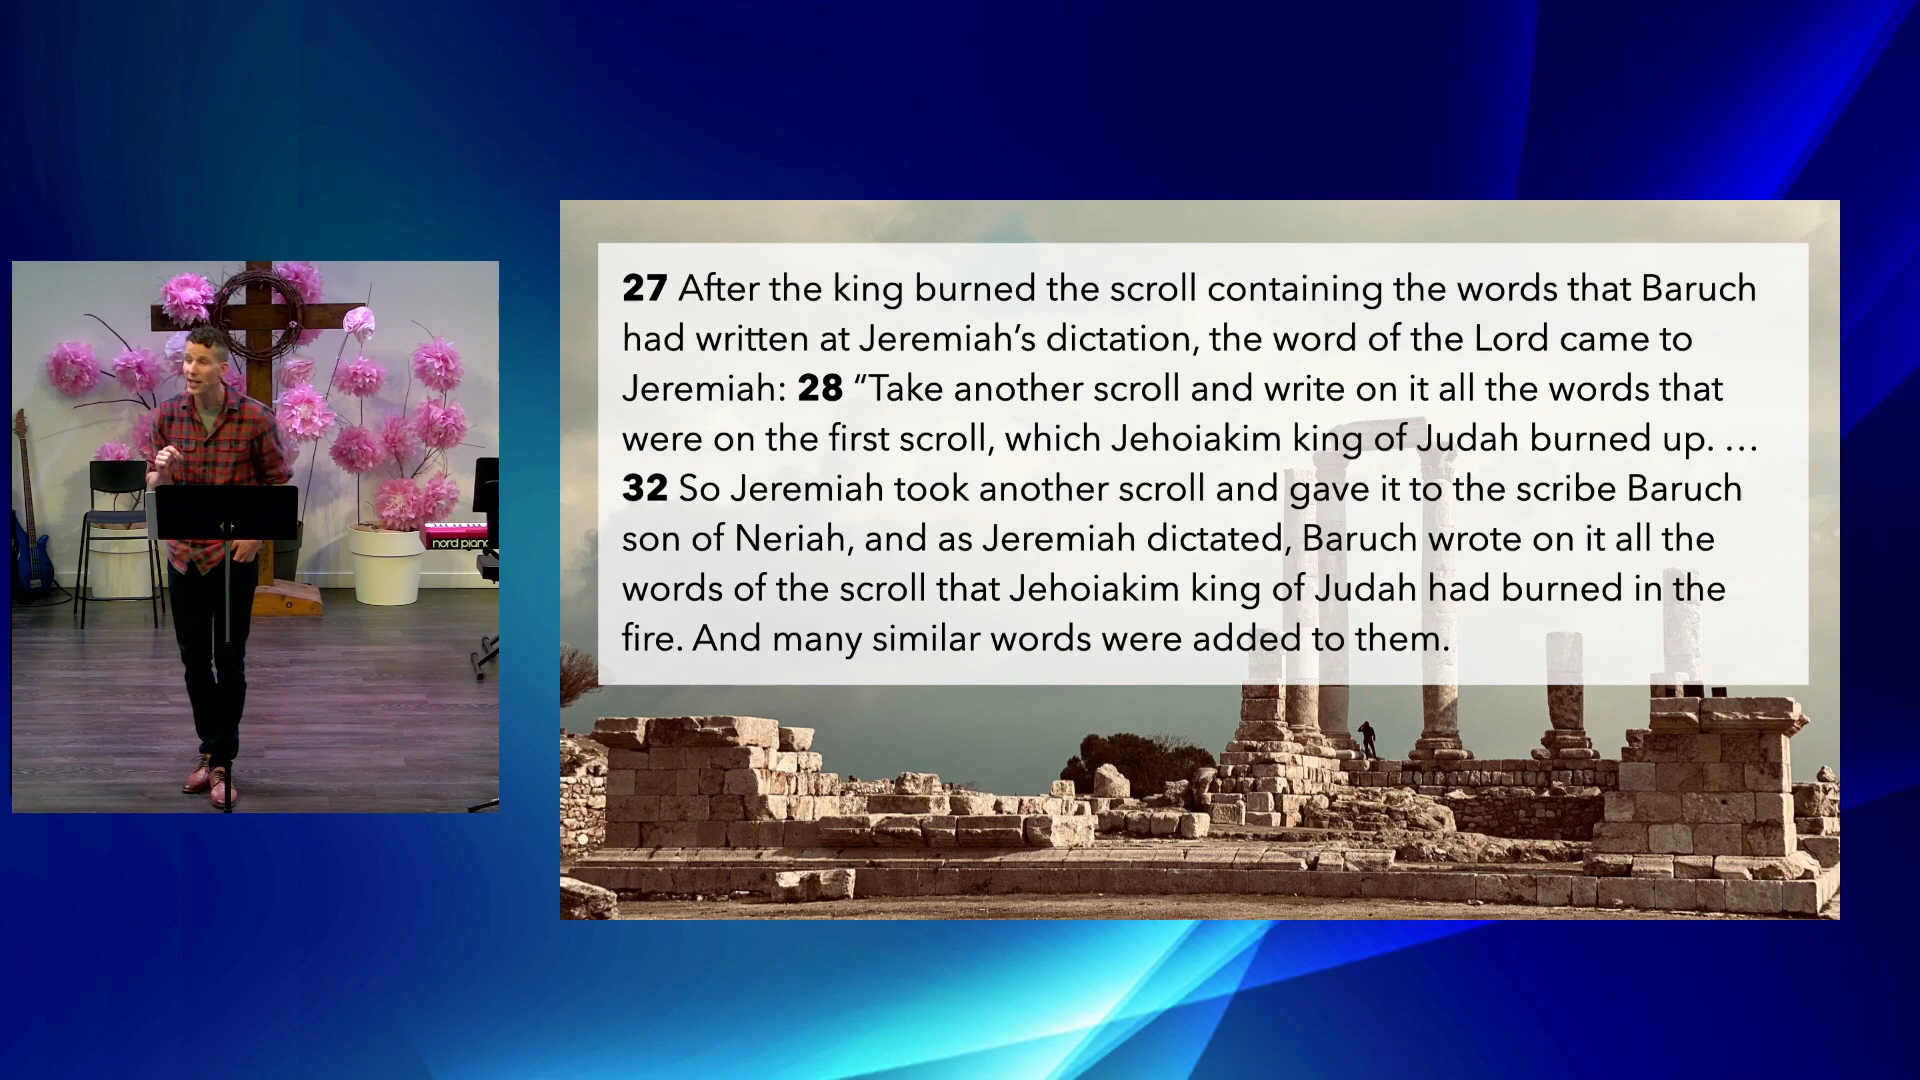 27 After the king burned the scroll containing the words that Baruch
had written at Jeremiah’s dictation, the word of the Lord came to
Jeremiah: 28 “Take another scroll and write on it all the words that
were on the first scroll, which Jehoiakim king of Judah burned up. …
32 So Jeremiah took another scroll and gave it to the scribe Baruch
son of Neriah, and as Jeremiah dictated, Baruch wrote on it all the
words of the scroll that Jehoiakim king of Judah had burned in the
fire. And many similar words were added to them.
nord piano